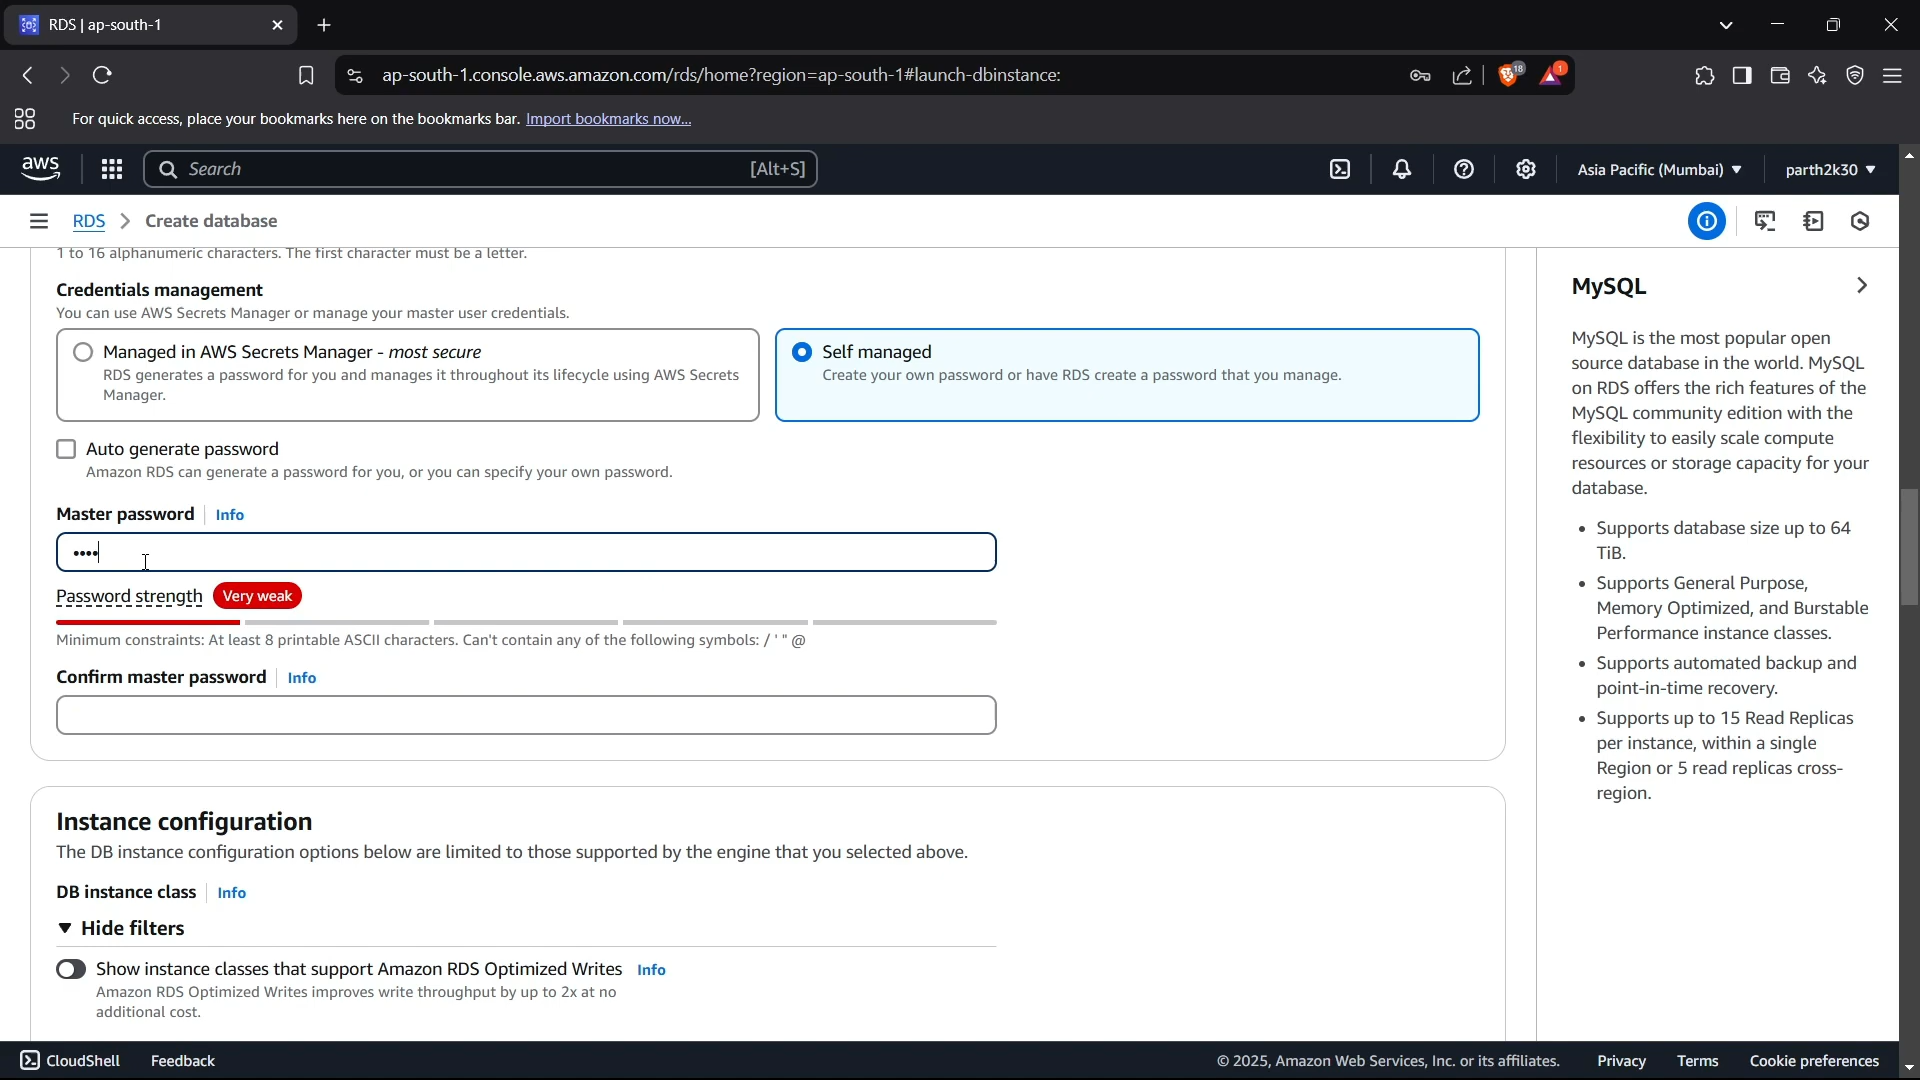 RDS | ap-south-1
ap-south-1.console.aws.amazon.com/rds/home?region=ap-south-1#launch-dbinstance:
18
1
For quick access, place your bookmarks here on the bookmarks bar. Import bookmarks now...
aws
Search
[Alt+S]
Asia Pacific (Mumbai)
parth2k30
RDS
Create database
1 to 16 alphanumeric characters. The first character must be a letter.
Credentials management
You can use AWS Secrets Manager or manage your master user credentials.
Managed in AWS Secrets Manager - most secure
RDS generates a password for you and manages it throughout its lifecycle using AWS Secrets
Manager.
Self managed
Create your own password or have RDS create a password that you manage.
Auto generate password
Amazon RDS can generate a password for you, or you can specify your own password.
Master password
Info
••••
Password strength
Very weak
Minimum constraints: At least 8 printable ASCII characters. Can't contain any of the following symbols: / ' " @
Confirm master password
Info
Instance configuration
The DB instance configuration options below are limited to those supported by the engine that you selected above.
DB instance class
Info
Hide filters
Show instance classes that support Amazon RDS Optimized Writes
Info
Amazon RDS Optimized Writes improves write throughput by up to 2x at no
additional cost.
MySQL
MySQL is the most popular open
source database in the world. MySQL
on RDS offers the rich features of the
MySQL community edition with the
flexibility to easily scale compute
resources or storage capacity for your
database.
• Supports database size up to 64
TiB.
• Supports General Purpose,
Memory Optimized, and Burstable
Performance instance classes.
• Supports automated backup and
point-in-time recovery.
• Supports up to 15 Read Replicas
per instance, within a single
Region or 5 read replicas cross-
region.
CloudShell
Feedback
© 2025, Amazon Web Services, Inc. or its affiliates.
Privacy
Terms
Cookie preferences